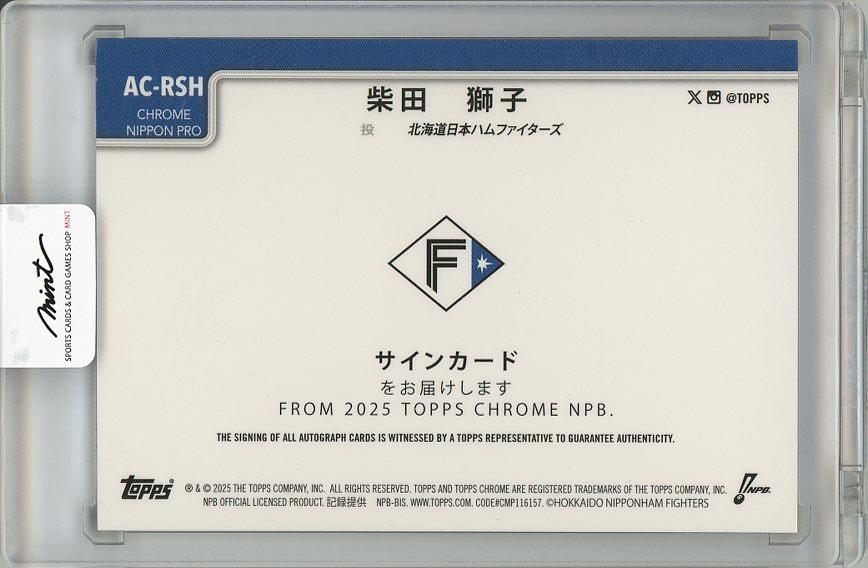 AC-RSH
CHROME
NIPPON PRO
柴田 獅子
投 北海道日本ハムファイターズ
@TOPPS
mint
SPORTS CARDS & CARD GAMES SHOP MINT
F
サインカード
をお届けします
FROM 2025 TOPPS CHROME NPB.
THE SIGNING OF ALL AUTOGRAPH CARDS IS WITNESSED BY A TOPPS REPRESENTATIVE TO GUARANTEE AUTHENTICITY.
Topps
® & © 2025 THE TOPPS COMPANY, INC. ALL RIGHTS RESERVED. TOPPS AND TOPPS CHROME ARE REGISTERED TRADEMARKS OF THE TOPPS COMPANY, INC.
NPB OFFICIAL LICENSED PRODUCT. 記録提供 NPB-BIS. WWW.TOPPS.COM. CODE#CMP116157. ©HOKKAIDO NIPPONHAM FIGHTERS
NPB.